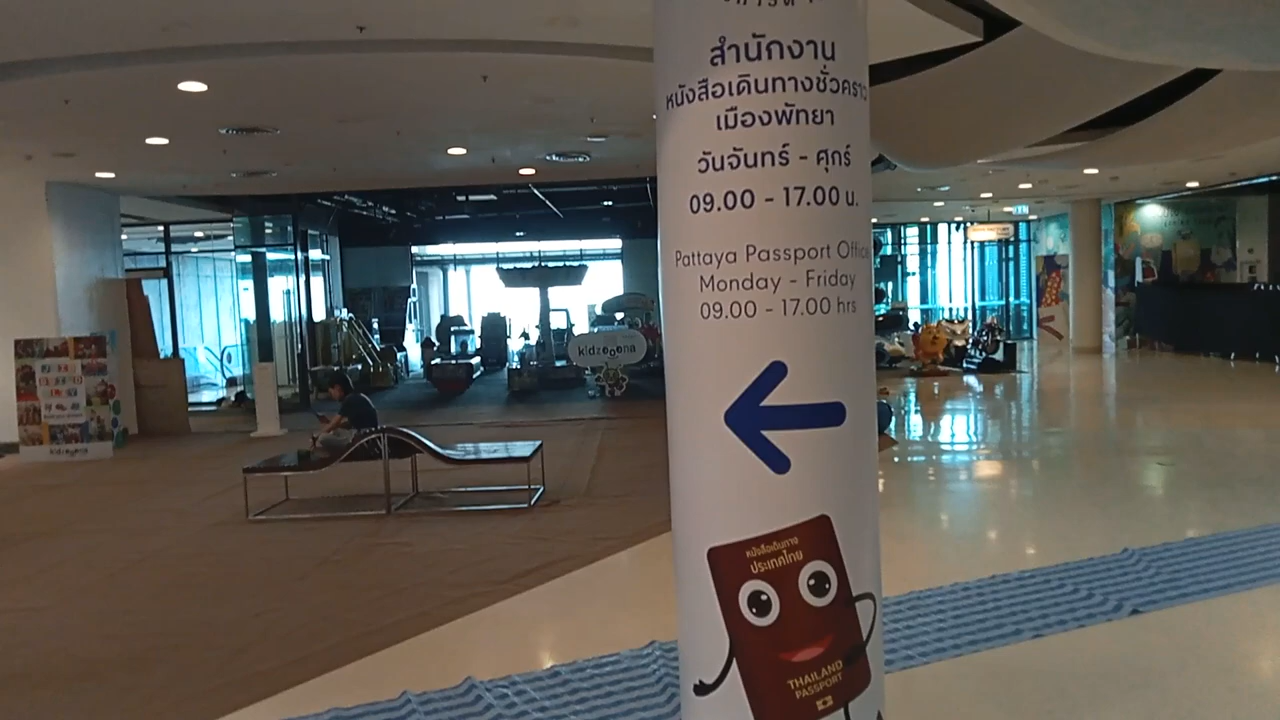 สำนักงาน
หนังสือเดินทางชั่วคราว
เมืองพัทยา
วันจันทร์ - ศุกร์
09.00 - 17.00 น.
Pattaya Passport Office
Monday - Friday
09.00 - 17.00 hrs
หนังสือเดินทาง
ประเทศไทย
THAILAND
PASSPORT
kidzooona
kidzooona